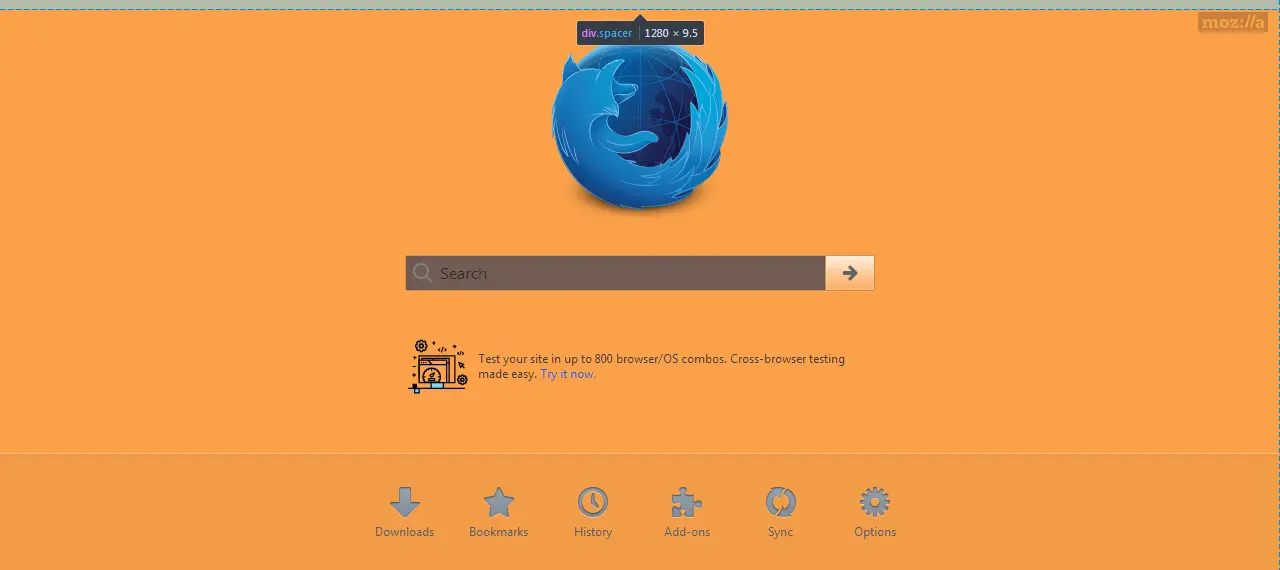 moz://a
div.spacer 1280 × 9.5
Search
Test your site in up to 800 browser/OS combos. Cross-browser testing
made easy. Try it now.
Downloads Bookmarks History Add-ons Sync Options